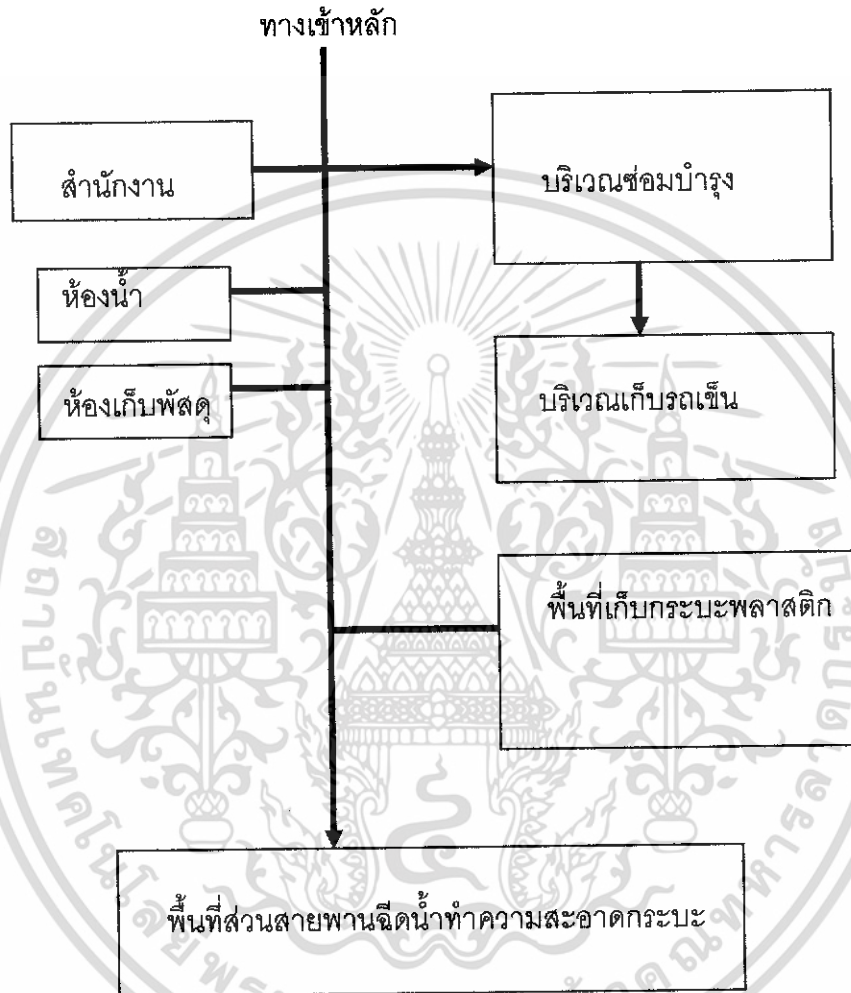 ทางเข้าหลัก
สำนักงาน
บริเวณซ่อมบำรุง
ห้องน้ำ
ห้องเก็บพัสดุ
บริเวณเก็บรถเข็น
พื้นที่เก็บกระบะพลาสติก
พื้นที่ส่วนสายพานฉีดน้ำทำความสะอาดกระบะ